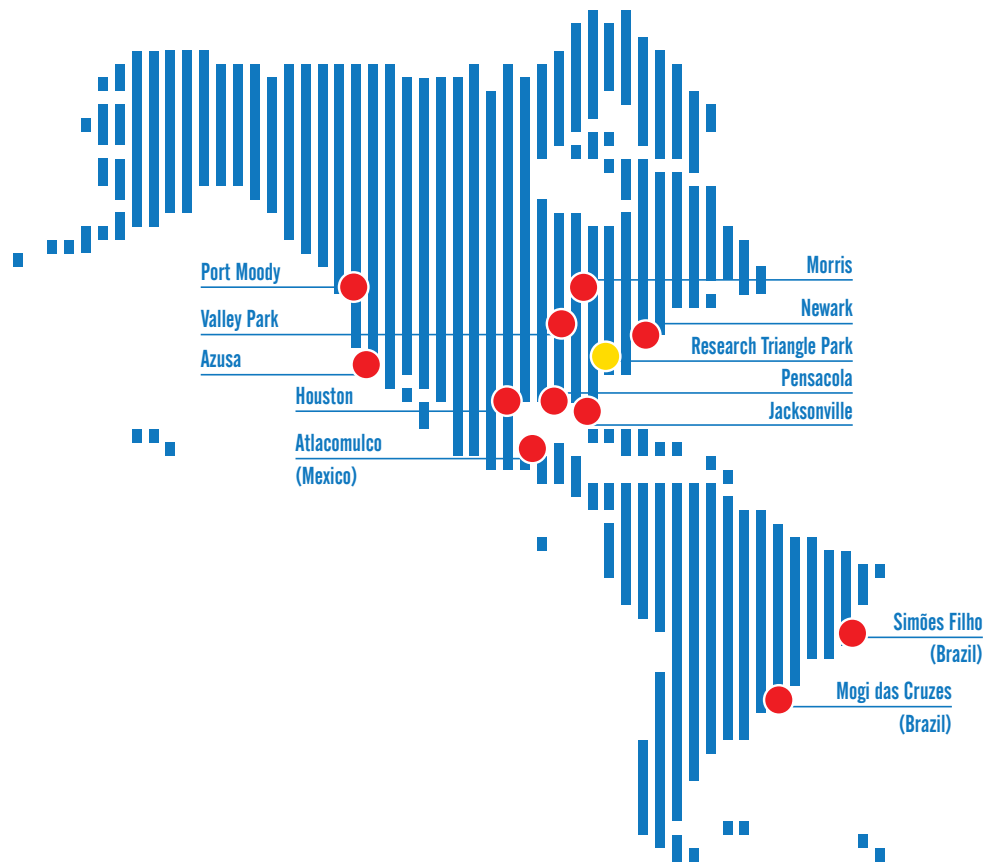 Port Moody
Valley Park
Azusa
Houston
Atlacomulco
(Mexico)
Morris
Newark
Research Triangle Park
Pensacola
Jacksonville
Simões Filho
(Brazil)
Mogi das Cruzes
(Brazil)